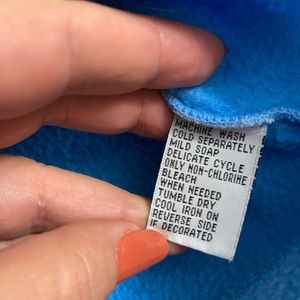 MACHINE WASH
COLD SEPARATELY
MILD SOAP
DELICATE CYCLE
ONLY NON-CHLORINE
BLEACH
WHEN NEEDED
TUMBLE DRY
COOL IRON ON
REVERSE SIDE
IF DECORATED